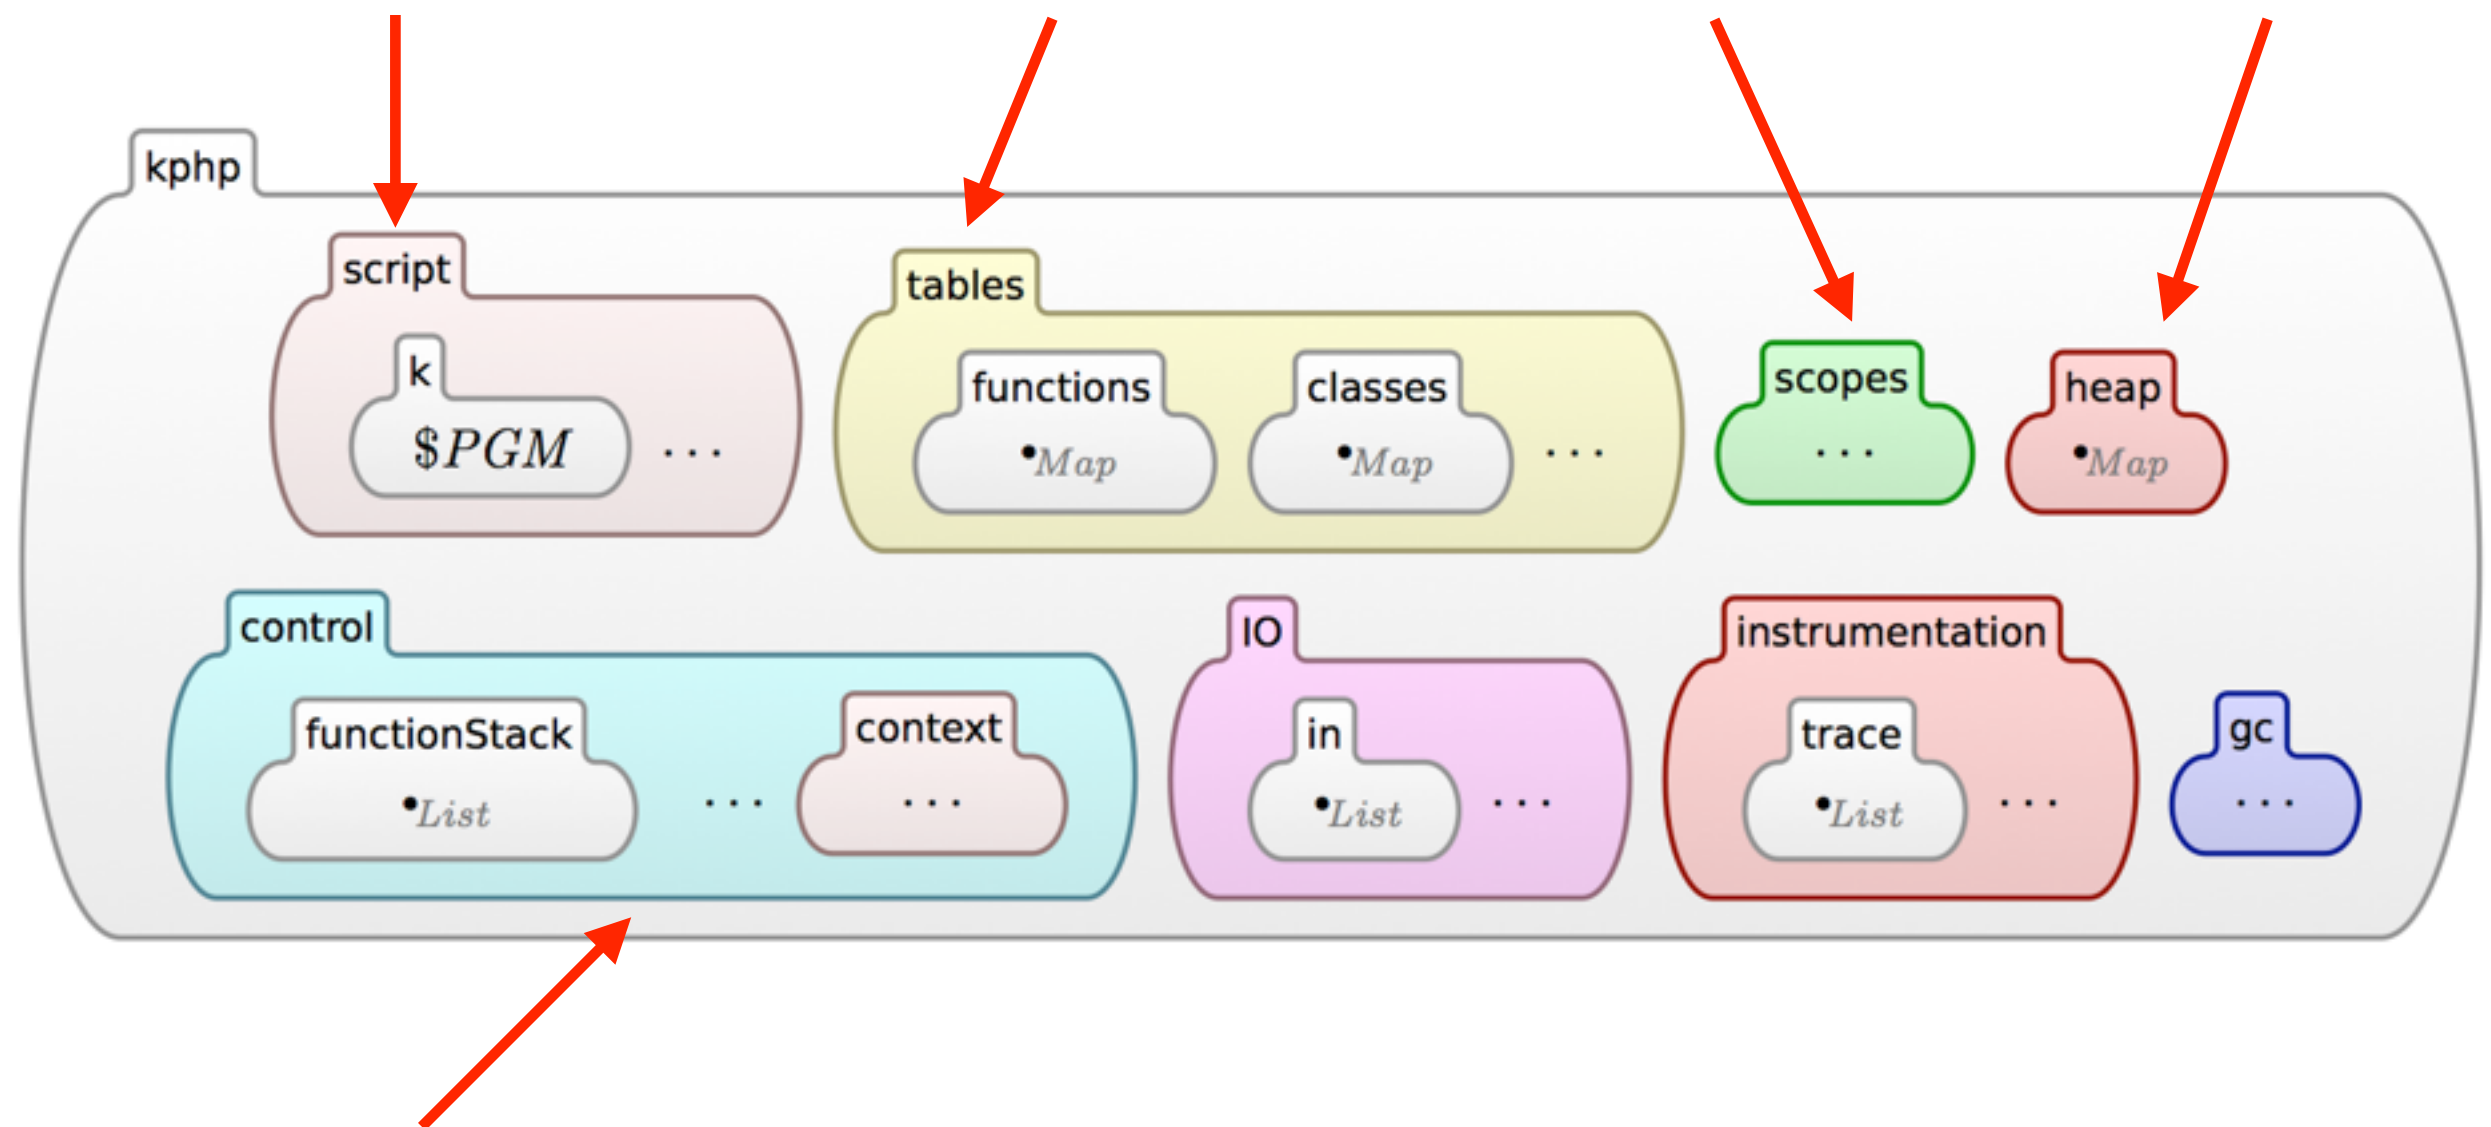 kphp
script
tables
k
functions
classes
scopes
heap
$PGM
...
•Map
•Map
...
...
•Map
control
IO
instrumentation
functionStack
context
in
trace
gc
•List
...
...
•List
...
•List
...
...